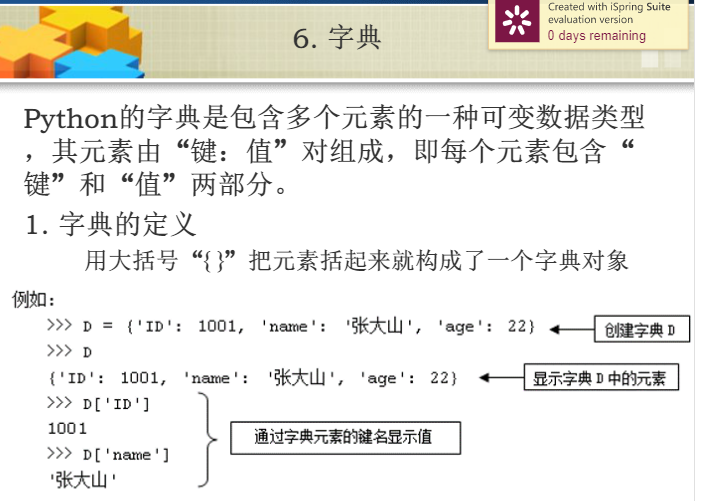 Created with iSpring Suite
evaluation version
0 days remaining
6. 字典
Python的字典是包含多个元素的一种可变数据类型
，其元素由“键：值”对组成，即每个元素包含“
键”和“值”两部分。
1. 字典的定义
用大括号“{}”把元素括起来就构成了一个字典对象
例如：
>>> D = {'ID': 1001, 'name': '张大山', 'age': 22}
创建字典 D
>>> D
{'ID': 1001, 'name': '张大山', 'age': 22}
显示字典 D 中的元素
>>> D['ID']
1001
通过字典元素的键名显示值
>>> D['name']
'张大山'